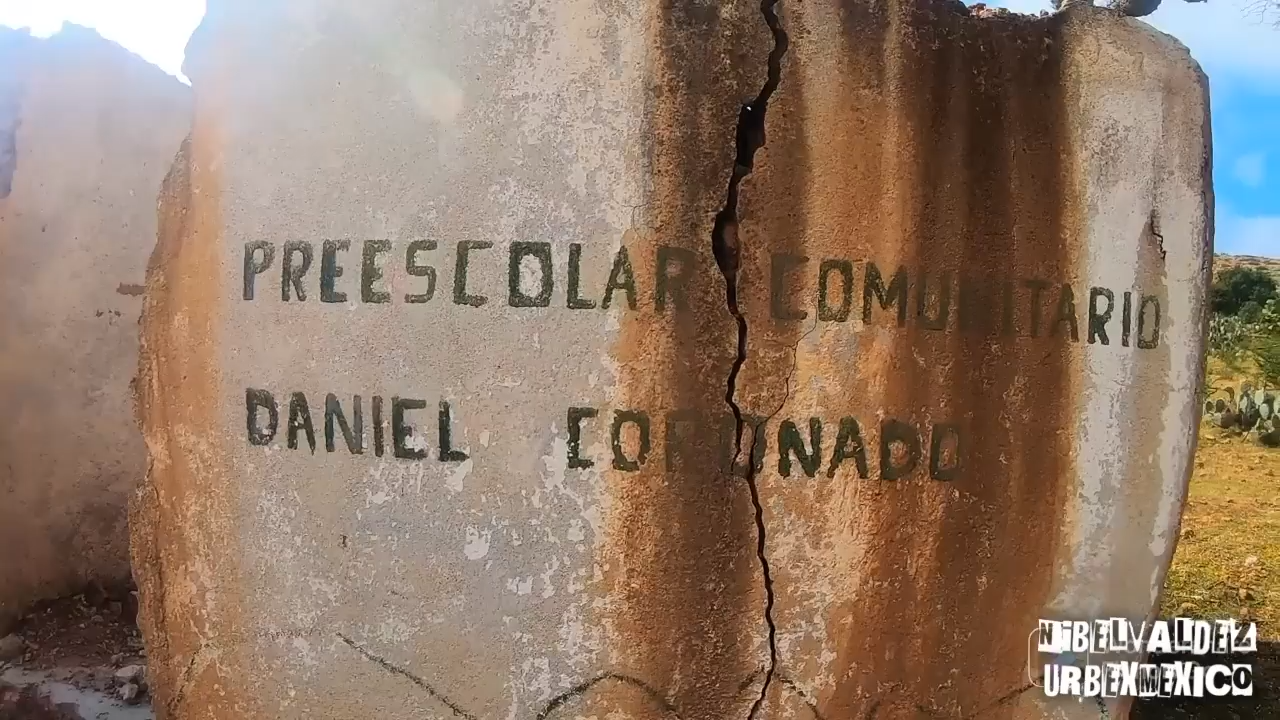 PREESCOLAR COMUNITARIO
DANIEL CORONADO
NIBELVALDEZ
URBEXMEXICO